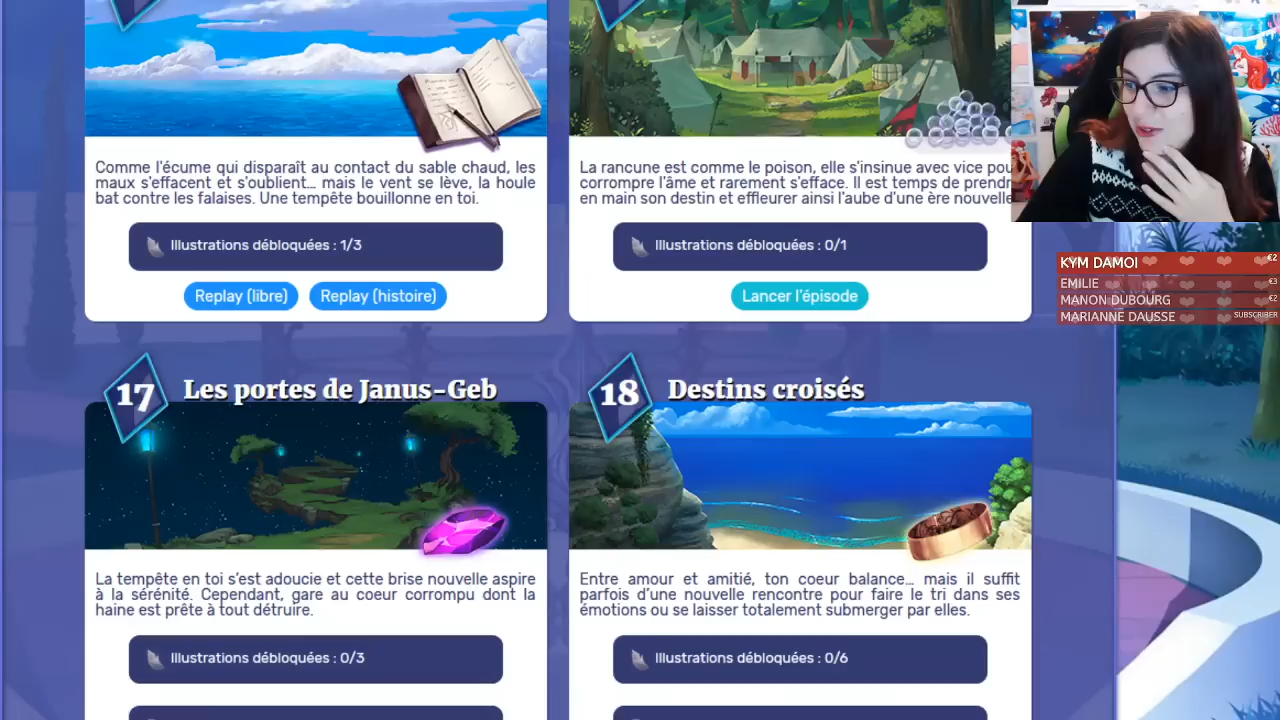 Comme l'écume qui disparaît au contact du sable chaud, les
maux s'effacent et s'oublient... mais le vent se lève, la houle
bat contre les falaises. Une tempête bouillonne en toi.
Illustrations débloquées : 1/3
Replay (libre)
Replay (histoire)
La rancune est comme le poison, elle s'insinue avec vice pou
corrompre l'âme et rarement s'efface. Il est temps de prendr
en main son destin et effleurer ainsi l'aube d'une ère nouvelle
Illustrations débloquées : 0/1
Lancer l'épisode
KYM DAMOI €2
EMILIE €3
MANON DUBOURG €2
MARIANNE DAUSSE SUBSCRIBER
17 Les portes de Janus-Geb
La tempête en toi s'est adoucie et cette brise nouvelle aspire
à la sérénité. Cependant, gare au coeur corrompu dont la
haine est prête à tout détruire.
Illustrations débloquées : 0/3
18 Destins croisés
Entre amour et amitié, ton coeur balance... mais il suffit
parfois d'une nouvelle rencontre pour faire le tri dans ses
émotions ou se laisser totalement submerger par elles.
Illustrations débloquées : 0/6